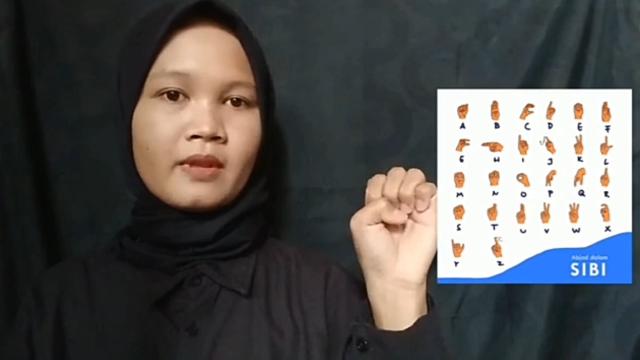 A B C D E F
G H I J K L
M N O P Q R
S T U V W X
Y Z
Abjad dalam
SIBI